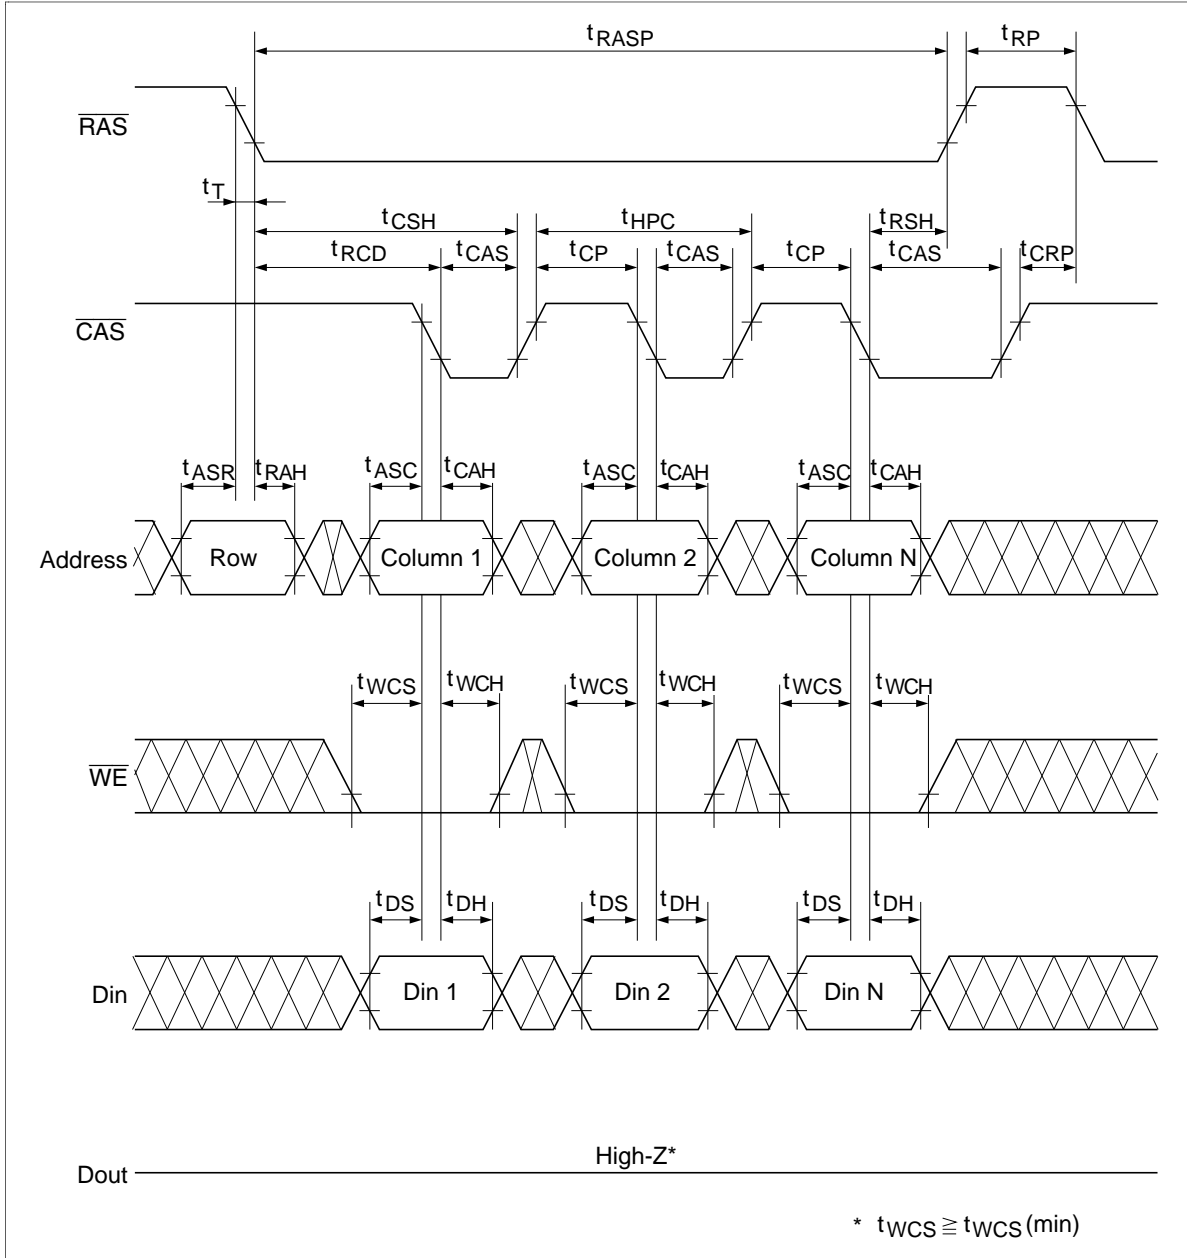 tRASP tRP
RAS
tT
tCSH tHPC tRSH
tRCD tCAS tCP tCAS tCP tCAS tCRP
CAS
tASR tRAH tASC tCAH tASC tCAH tASC tCAH
Address Row Column 1 Column 2 Column N
tWCS tWCH tWCS tWCH tWCS tWCH
WE
tDS tDH tDS tDH tDS tDH
Din Din 1 Din 2 Din N
High-Z*
Dout
* tWCS ≧ tWCS(min)